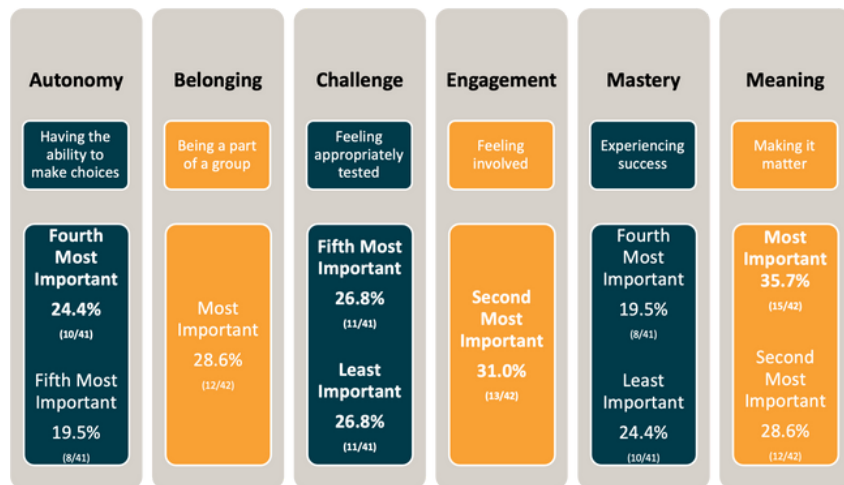 Autonomy
Having the
ability to
make choices
Fourth
Most
Important
24.4%
(10/41)
Fifth Most
Important
19.5%
(8/41)
Belonging
Being a part
of a group
Most
Important
28.6%
(12/42)
Challenge
Feeling
appropriately
tested
Fifth Most
Important
26.8%
(11/41)
Least
Important
26.8%
(11/41)
Engagement
Feeling
involved
Second
Most
Important
31.0%
(13/42)
Mastery
Experiencing
success
Fourth
Most
Important
19.5%
(8/41)
Least
Important
24.4%
(10/41)
Meaning
Making it
matter
Most
Important
35.7%
(15/42)
Second
Most
Important
28.6%
(12/42)